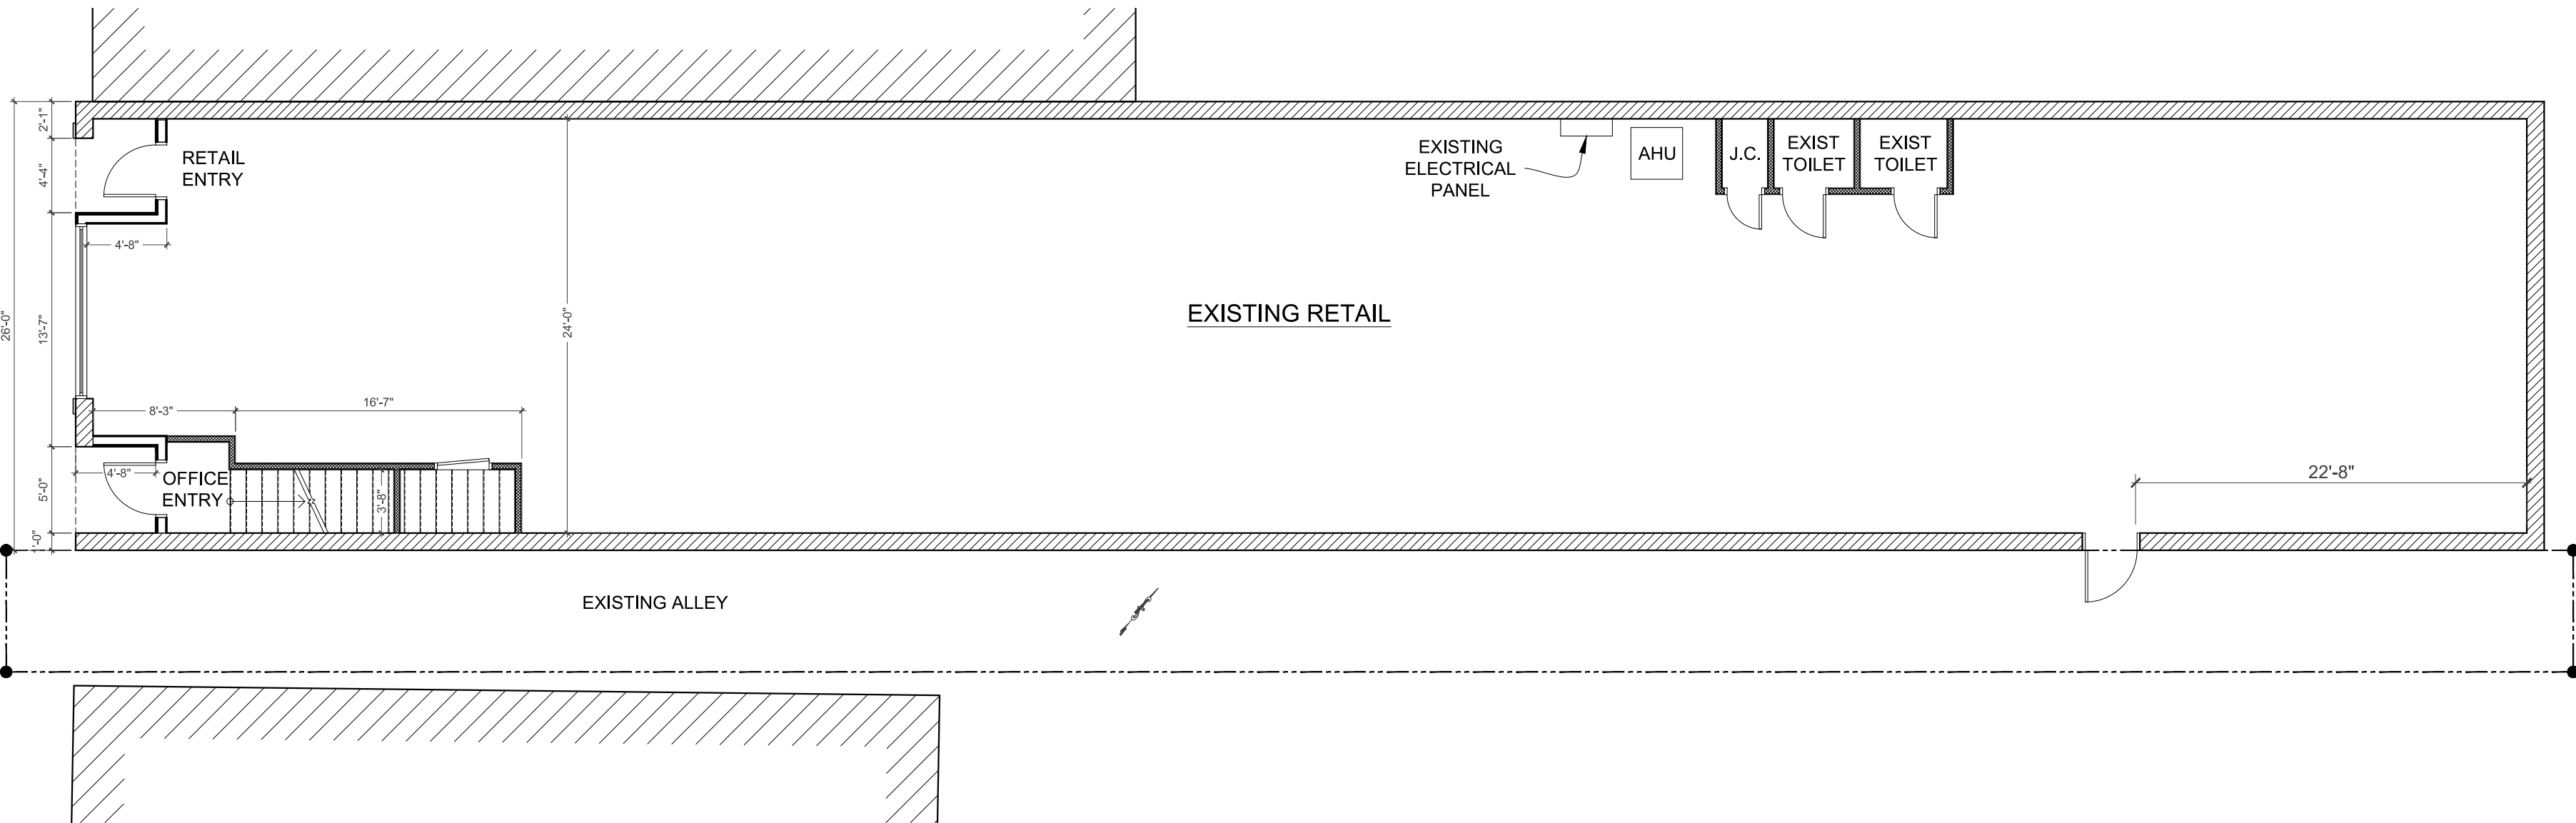 2'-1"
RETAIL
ENTRY
4'-4"
EXISTING
ELECTRICAL
PANEL
AHU
J.C.
EXIST
TOILET
EXIST
TOILET
4'-8"
26'-0"
13'-7"
24'-0"
EXISTING RETAIL
8'-3"
16'-7"
4'-8"
OFFICE
ENTRY
5'-0"
3'-8"
22'-8"
1'-0"
EXISTING ALLEY